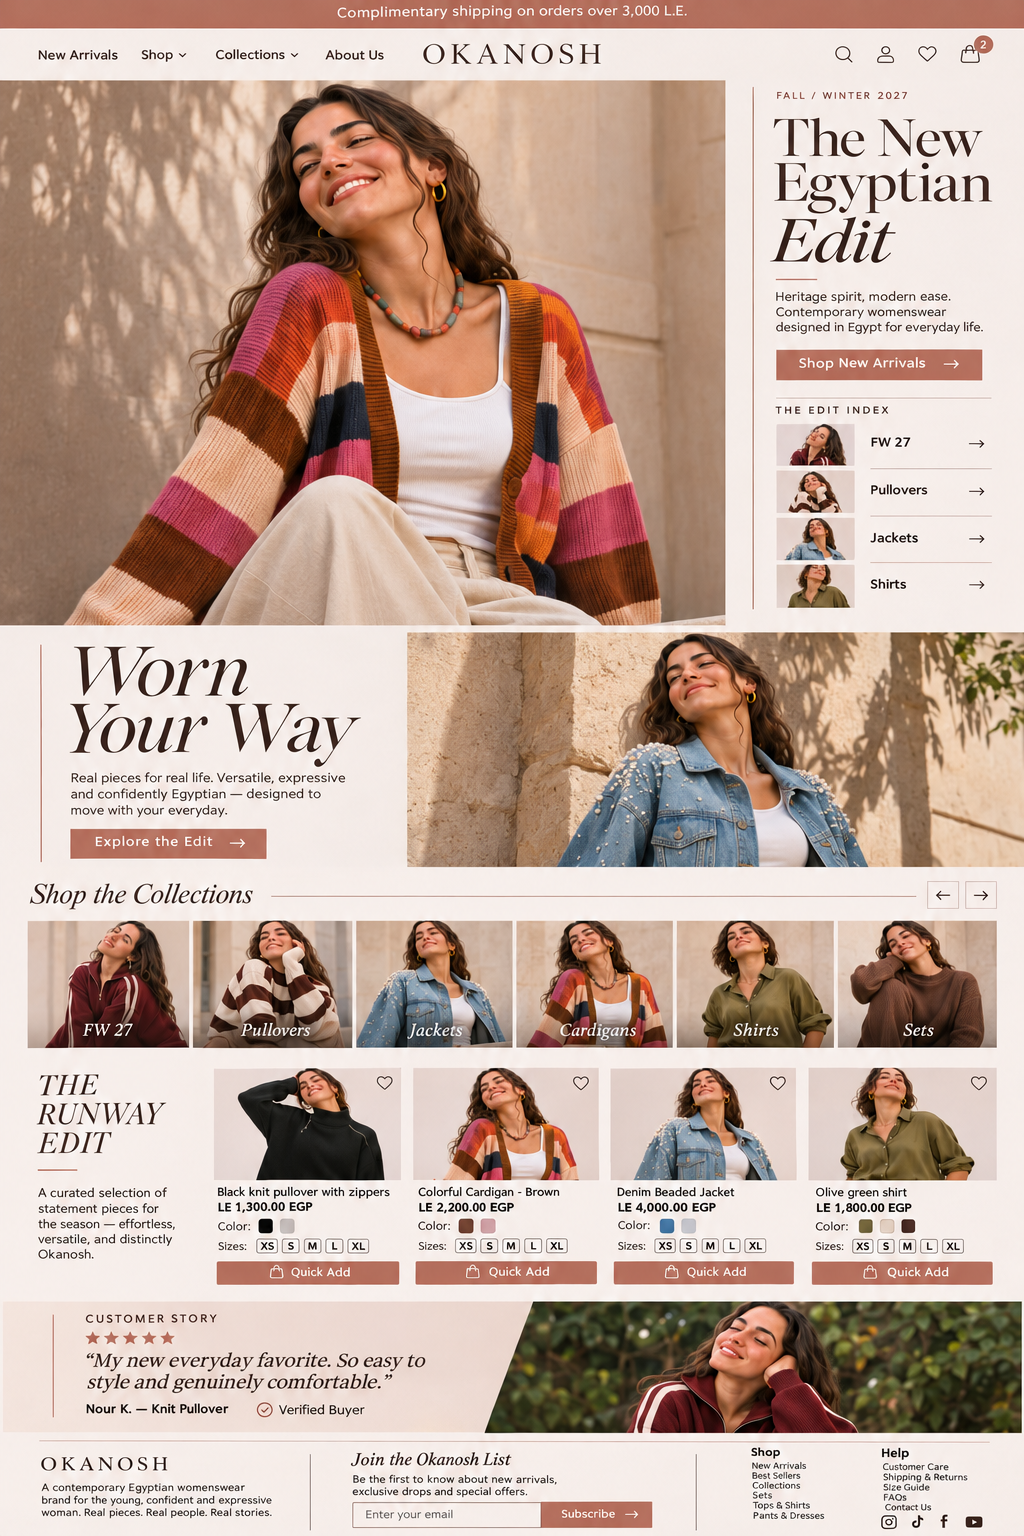 Complimentary shipping on orders over 3,000 L.E.
New Arrivals
Shop
Collections
About Us
OKANOSH
2
FALL / WINTER 2027
The New
Egyptian
Edit
Heritage spirit, modern ease.
Contemporary womenswear
designed in Egypt for everyday life.
Shop New Arrivals
THE EDIT INDEX
FW 27
Pullovers
Jackets
Shirts
Worn
Your Way
Real pieces for real life. Versatile, expressive
and confidently Egyptian — designed to
move with your everyday.
Explore the Edit
Shop the Collections
FW 27
Pullovers
Jackets
Cardigans
Shirts
Sets
THE
RUNWAY
EDIT
A curated selection of
statement pieces for
the season — effortless,
versatile, and distinctly
Okanosh.
Black knit pullover with zippers
LE 1,300.00 EGP
Color:
Sizes: XS S M L XL
Quick Add
Colorful Cardigan - Brown
LE 2,200.00 EGP
Color:
Sizes: XS S M L XL
Quick Add
Denim Beaded Jacket
LE 4,000.00 EGP
Color:
Sizes: XS S M L XL
Quick Add
Olive green shirt
LE 1,800.00 EGP
Color:
Sizes: XS S M L XL
Quick Add
CUSTOMER STORY
“My new everyday favorite. So easy to
style and genuinely comfortable.”
Nour K. — Knit Pullover
Verified Buyer
OKANOSH
A contemporary Egyptian womenswear
brand for the young, confident and expressive
woman. Real pieces. Real people. Real stories.
Join the Okanosh List
Be the first to know about new arrivals,
exclusive drops and special offers.
Enter your email
Subscribe
Shop
New Arrivals
Best Sellers
Collections
Sets
Tops & Shirts
Pants & Dresses
Help
Customer Care
Shipping & Returns
Size Guide
FAQs
Contact Us